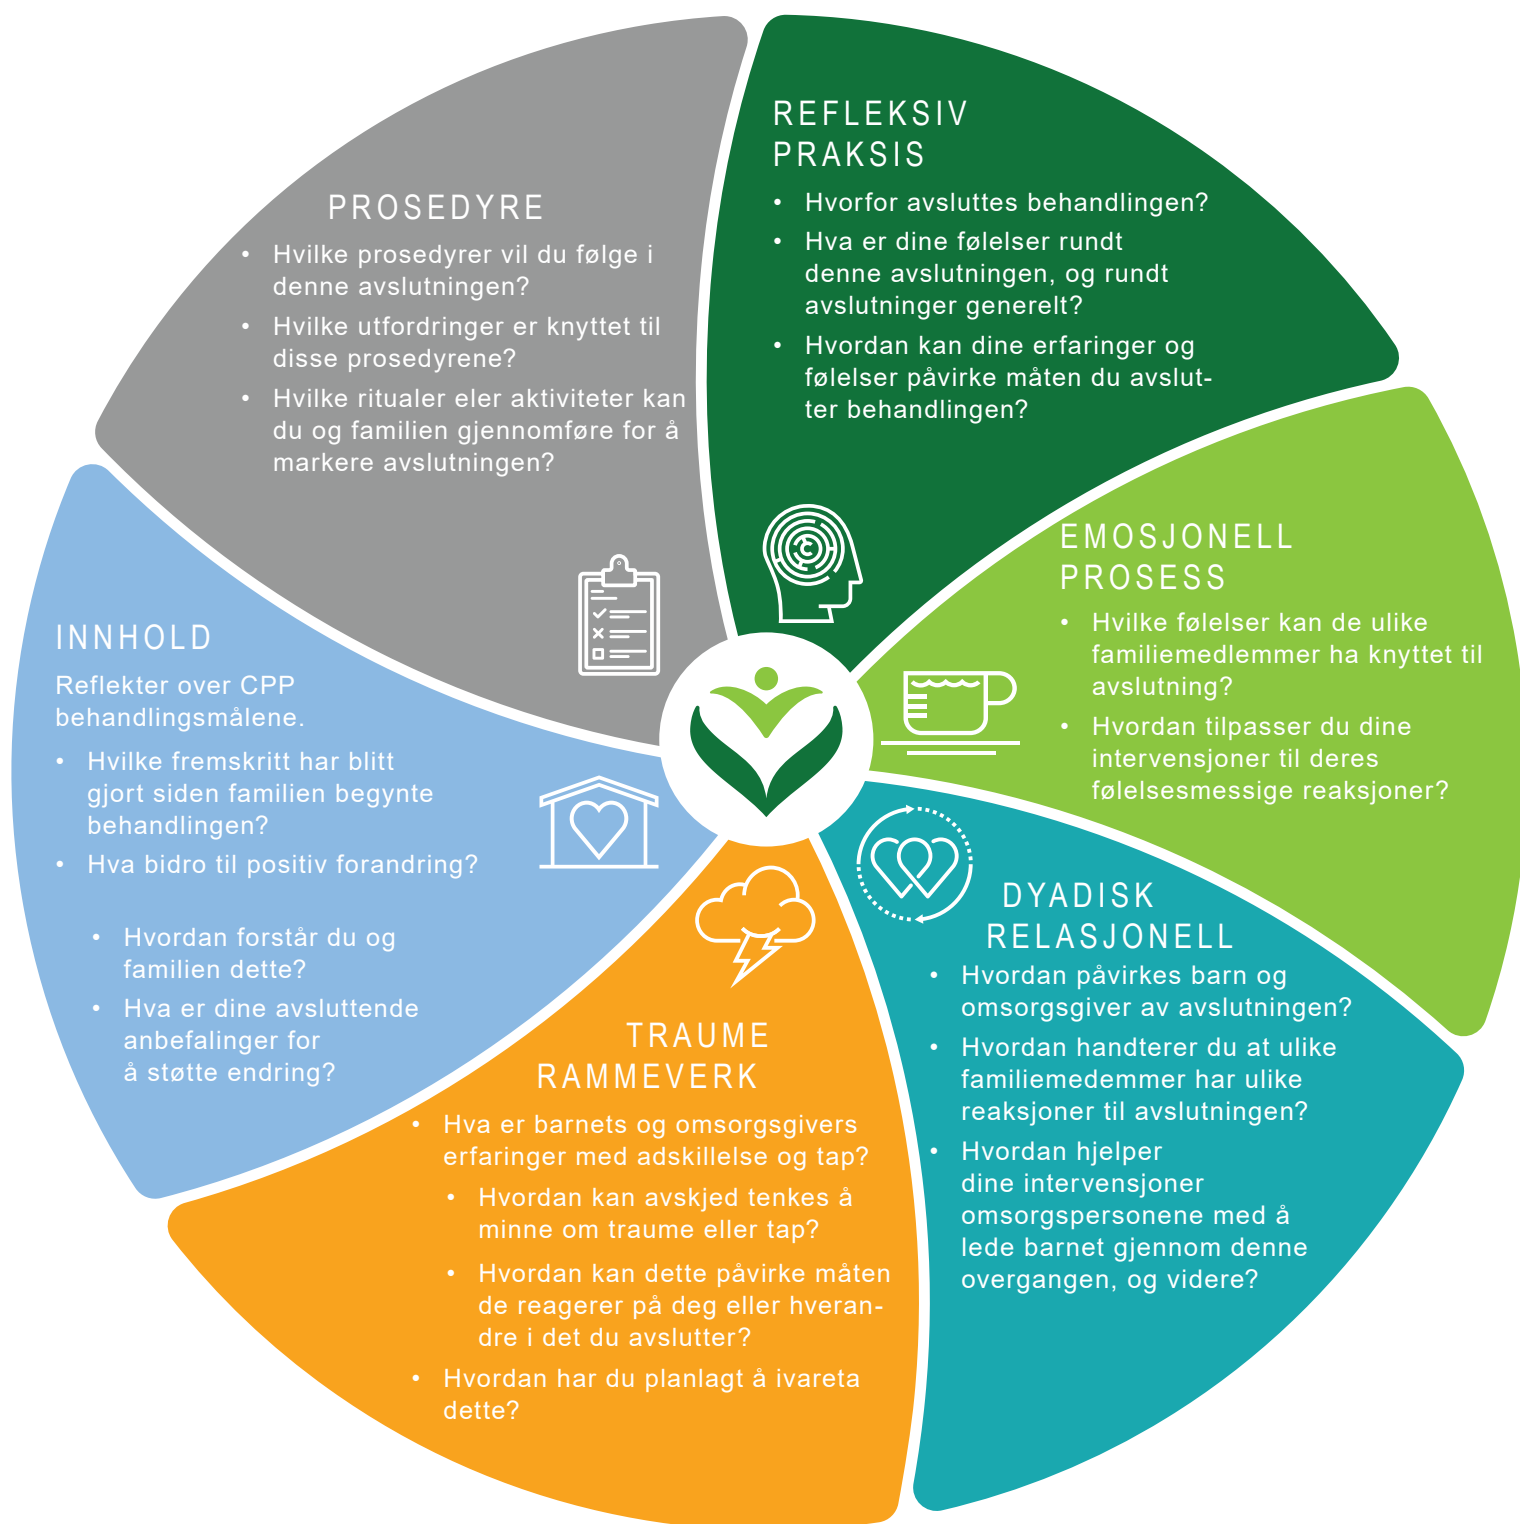 REFLEKSIV
PRAKSIS
• Hvorfor avsluttes behandlingen?
• Hva er dine følelser rundt
denne avslutningen, og rundt
avslutninger generelt?
• Hvordan kan dine erfaringer og
følelser påvirke måten du avslut-
ter behandlingen?
EMOSJONELL
PROSESS
• Hvilke følelser kan de ulike
familiemedlemmer ha knyttet til
avslutning?
• Hvordan tilpasser du dine
intervensjoner til deres
følelsesmessige reaksjoner?
DYADISK
RELASJONELL
• Hvordan påvirkes barn og
omsorgsgiver av avslutningen?
• Hvordan handterer du at ulike
familiemedemmer har ulike
reaksjoner til avslutningen?
• Hvordan hjelper
dine intervensjoner
omsorgspersonene med å
lede barnet gjennom denne
overgangen, og videre?
TRAUME
RAMMEVERK
• Hva er barnets og omsorgsgivers
erfaringer med adskillelse og tap?
• Hvordan kan avskjed tenkes å
minne om traume eller tap?
• Hvordan kan dette påvirke måten
de reagerer på deg eller hveran-
dre i det du avslutter?
• Hvordan har du planlagt å ivareta
dette?
INNHOLD
Reflekter over CPP
behandlingsmålene.
• Hvilke fremskritt har blitt
gjort siden familien begynte
behandlingen?
• Hva bidro til positiv forandring?
• Hvordan forstår du og
familien dette?
• Hva er dine avsluttende
anbefalinger for
å støtte endring?
PROSEDYRE
• Hvilke prosedyrer vil du følge i
denne avslutningen?
• Hvilke utfordringer er knyttet til
disse prosedyrene?
• Hvilke ritualer eler aktiviteter kan
du og familien gjennomføre for å
markere avslutningen?